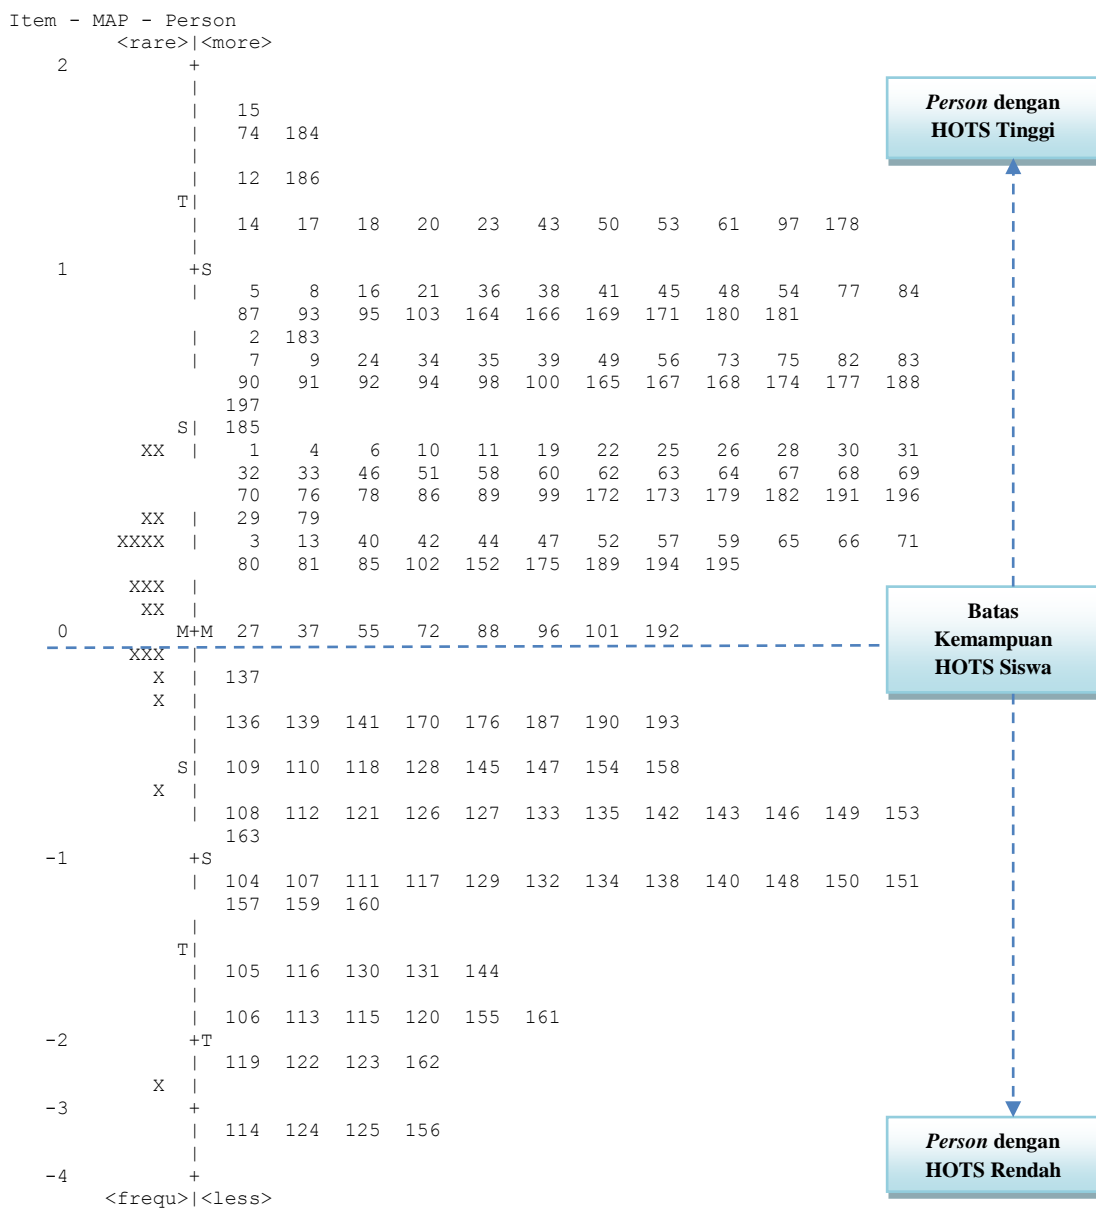 Item - MAP - Person
<rare>|<more>
2 +
|
| 15
| 74 184
|
| 12 186
T|
| 14 17 18 20 23 43 50 53 61 97 178
|
1 +S
| 5 8 16 21 36 38 41 45 48 54 77 84
87 93 95 103 164 166 169 171 180 181
| 2 183
| 7 9 24 34 35 39 49 56 73 75 82 83
90 91 92 94 98 100 165 167 168 174 177 188
197
S| 185
XX | 1 4 6 10 11 19 22 25 26 28 30 31
32 33 46 51 58 60 62 63 64 67 68 69
70 76 78 86 89 99 172 173 179 182 191 196
XX | 29 79
XXXX | 3 13 40 42 44 47 52 57 59 65 66 71
80 81 85 102 152 175 189 194 195
XXX |
XX |
0 M+M 27 37 55 72 88 96 101 192
XXX |
X | 137
X |
| 136 139 141 170 176 187 190 193
|
S| 109 110 118 128 145 147 154 158
X |
| 108 112 121 126 127 133 135 142 143 146 149 153
163
-1 +S
| 104 107 111 117 129 132 134 138 140 148 150 151
157 159 160
|
T|
| 105 116 130 131 144
|
| 106 113 115 120 155 161
-2 +T
| 119 122 123 162
X |
-3 +
| 114 124 125 156
|
-4 +
<frequ>|<less>
Person dengan
HOTS Tinggi
Batas
Kemampuan
HOTS Siswa
Person dengan
HOTS Rendah